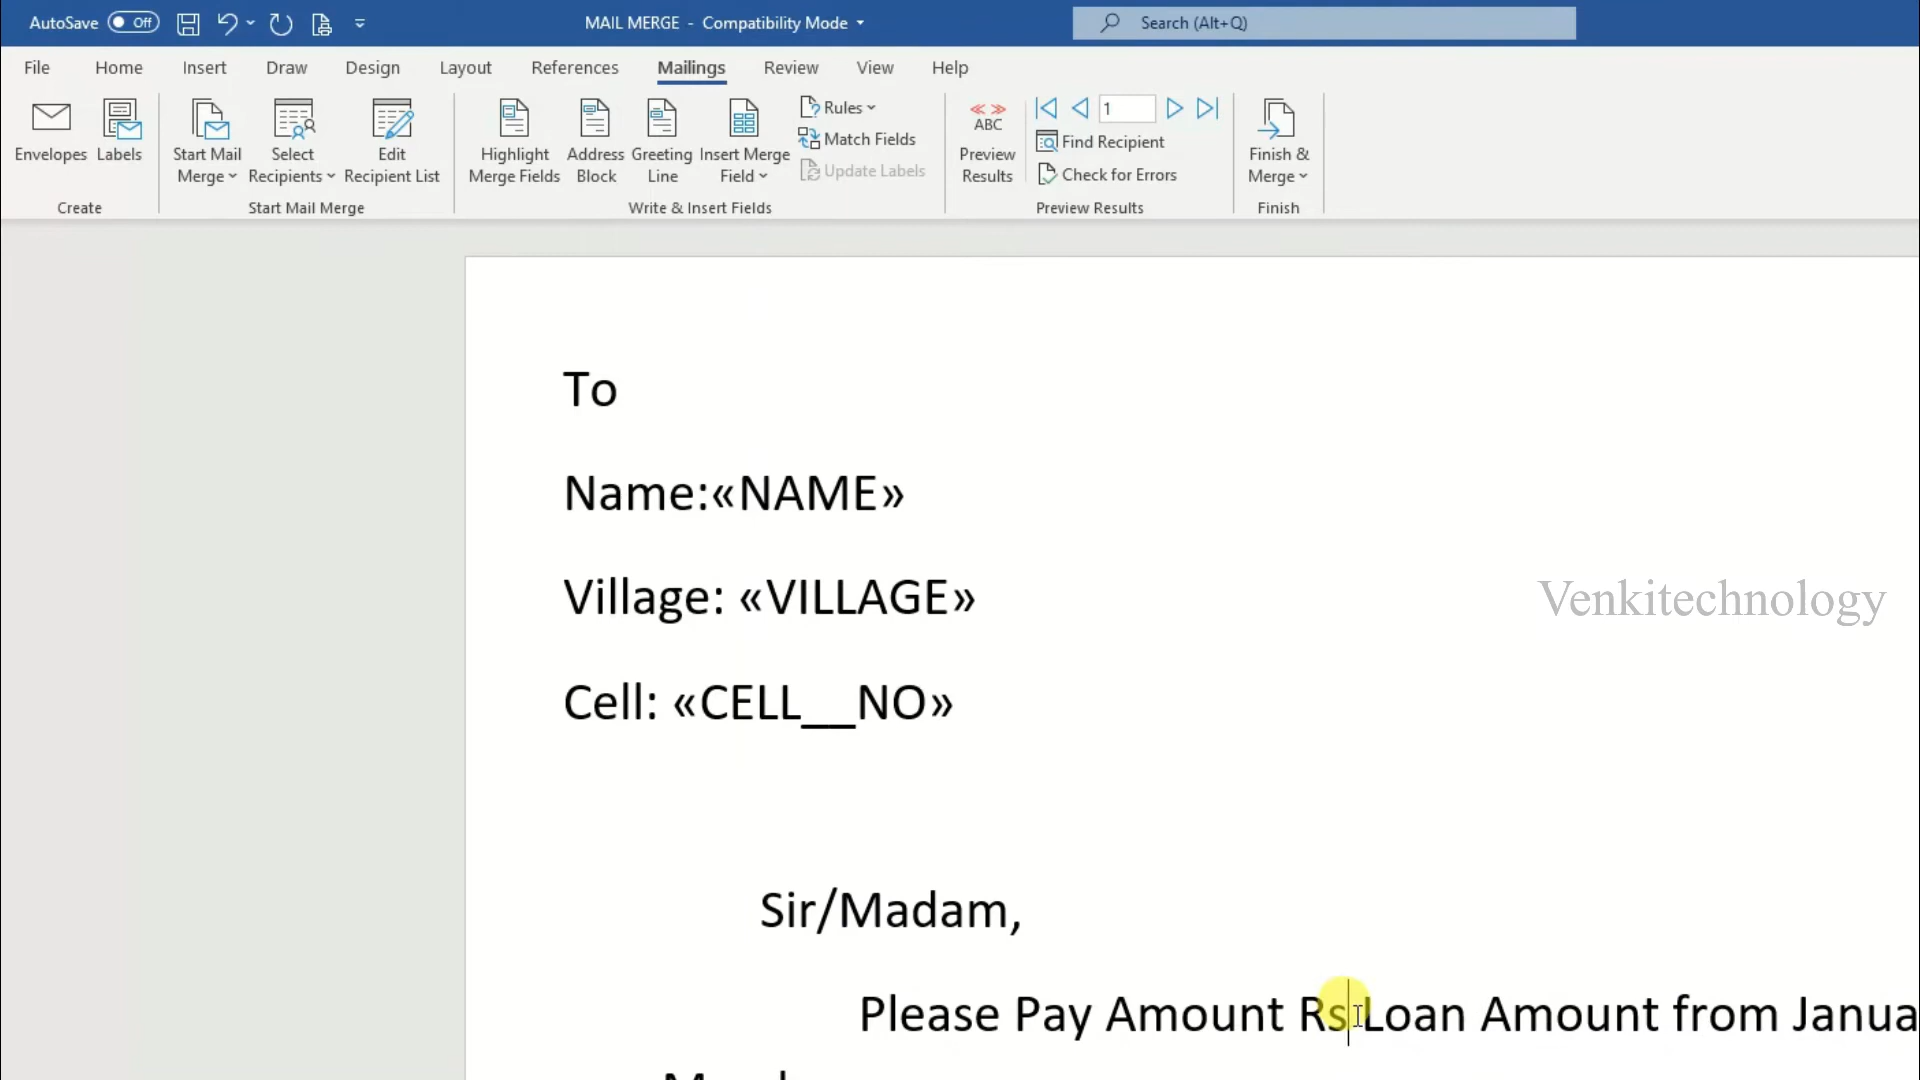 AutoSave Off MAIL MERGE - Compatibility Mode Search (Alt+Q)
File Home Insert Draw Design Layout References Mailings Review View Help
Envelopes Labels Start Mail Merge Select Recipients Edit Recipient List Highlight Merge Fields Address Block Greeting Line Insert Merge Field Rules Match Fields Update Labels ABC Preview Results 1 Find Recipient Check for Errors Finish & Merge
Create Start Mail Merge Write & Insert Fields Preview Results Finish
To
Name:«NAME»
Village: «VILLAGE»
Venkitechnology
Cell: «CELL__NO»
Sir/Madam,
Please Pay Amount Rs Loan Amount from Janua